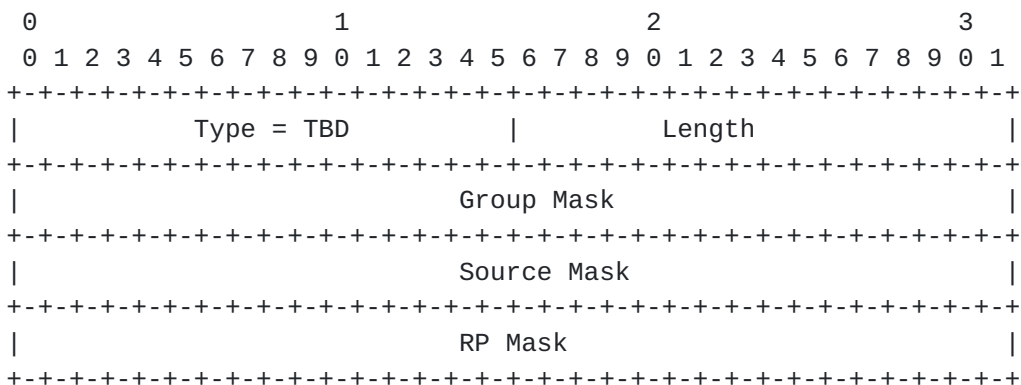 0                   1                   2                   3
 0 1 2 3 4 5 6 7 8 9 0 1 2 3 4 5 6 7 8 9 0 1 2 3 4 5 6 7 8 9 0 1
+-+-+-+-+-+-+-+-+-+-+-+-+-+-+-+-+-+-+-+-+-+-+-+-+-+-+-+-+-+-+-+-+
|           Type = TBD          |         Length                |
+-+-+-+-+-+-+-+-+-+-+-+-+-+-+-+-+-+-+-+-+-+-+-+-+-+-+-+-+-+-+-+-+
|                            Group Mask                         |
+-+-+-+-+-+-+-+-+-+-+-+-+-+-+-+-+-+-+-+-+-+-+-+-+-+-+-+-+-+-+-+-+
|                            Source Mask                        |
+-+-+-+-+-+-+-+-+-+-+-+-+-+-+-+-+-+-+-+-+-+-+-+-+-+-+-+-+-+-+-+-+
|                            RP Mask                            |
+-+-+-+-+-+-+-+-+-+-+-+-+-+-+-+-+-+-+-+-+-+-+-+-+-+-+-+-+-+-+-+-+